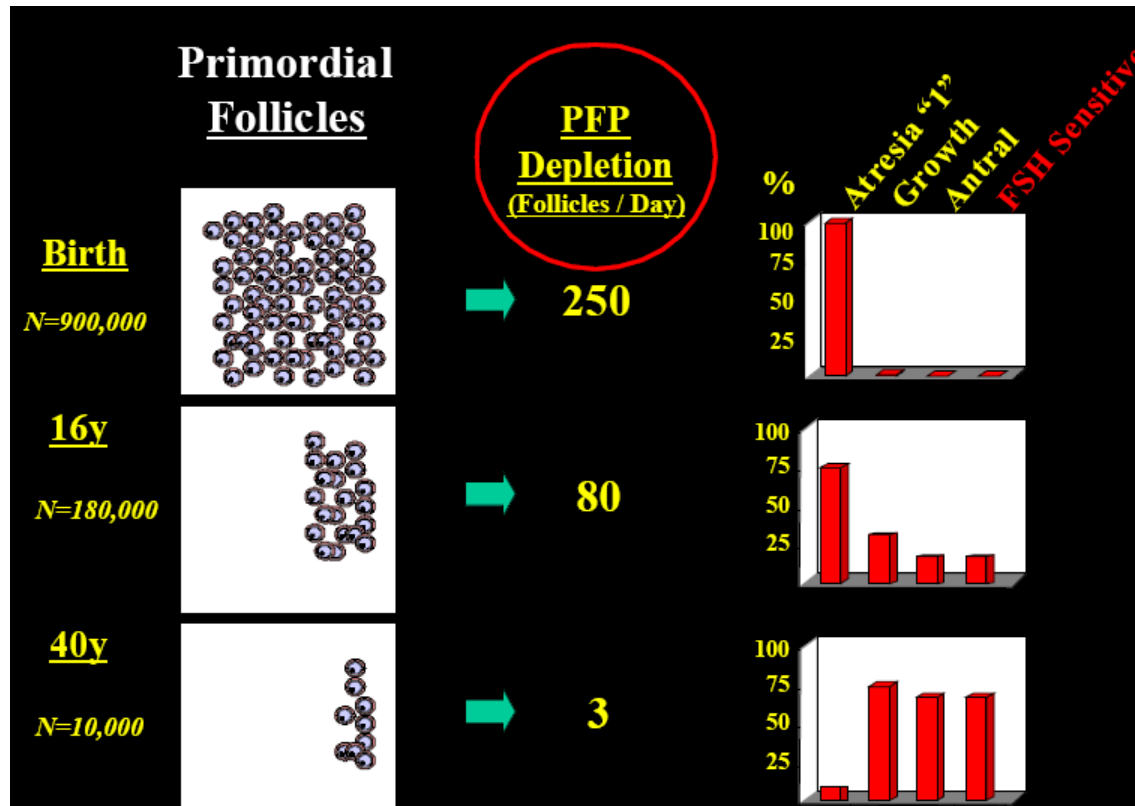 Primordial
Follicles
PFP
Depletion
(Follicles / Day)
%
Atresia “1”
Growth
Antral
FSH Sensitive
Birth
N=900,000
250
100
75
50
25
16y
N=180,000
80
100
75
50
25
40y
N=10,000
3
100
75
50
25